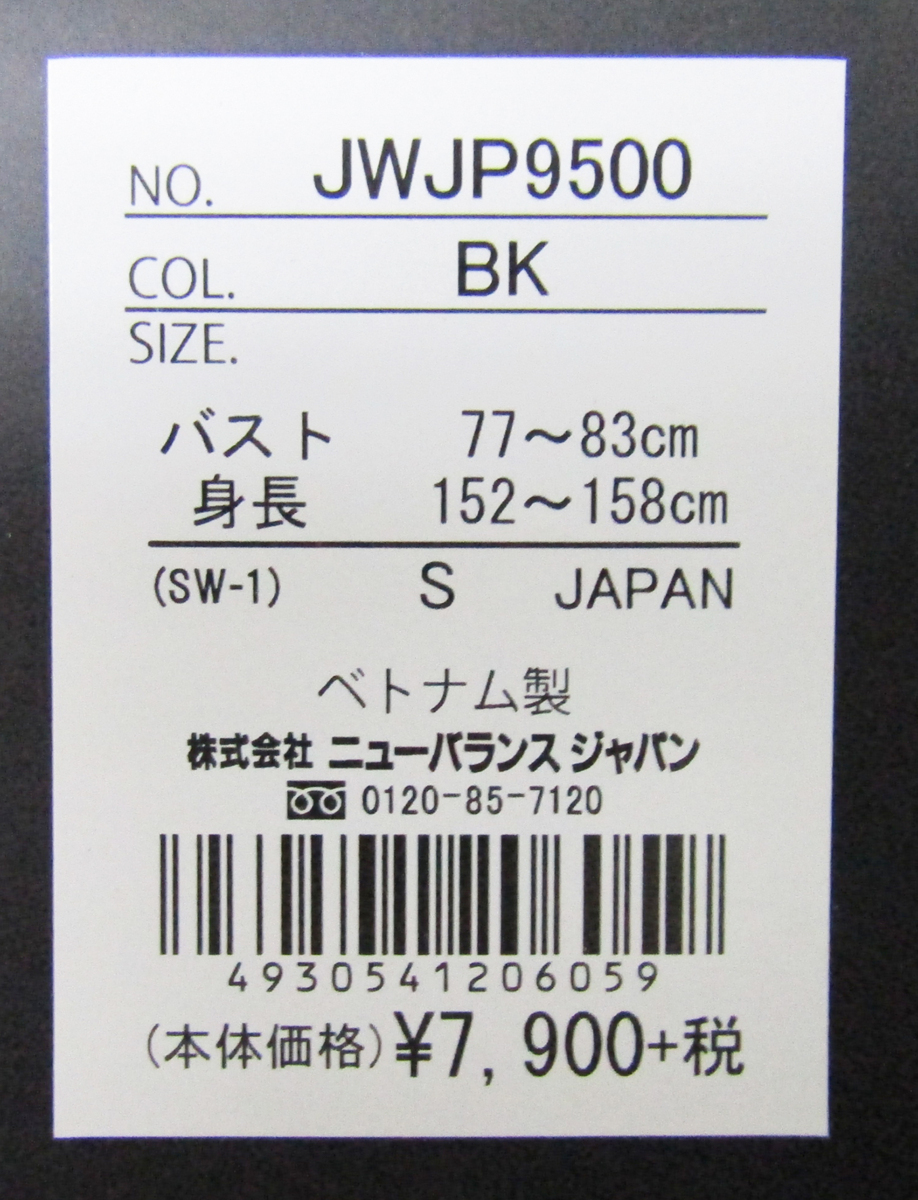 NO. JWJP9500
COL. BK
SIZE.
バスト 77～83cm
身長 152～158cm
(SW-1) S JAPAN
ベトナム製
株式会社 ニューバランス ジャパン
0120-85-7120
4930541206059
(本体価格)¥7,900+税